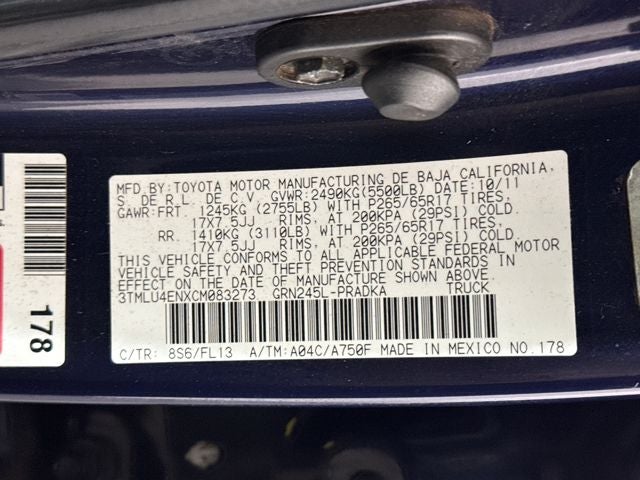 MFD BY:TOYOTA MOTOR MANUFACTURING DE BAJA CALIFORNIA,
S. DE R.L. DE C.V. GVWR:2490KG(5500LB) DATE:10/11
GAWR:FRT. 1245KG (2755LB) WITH P265/65R17 TIRES,
17X7.5JJ RIMS, AT 200KPA (29PSI) COLD.
RR. 1410KG (3110LB) WITH P265/65R17 TIRES,
17X7.5JJ RIMS, AT 200KPA (29PSI) COLD.
THIS VEHICLE CONFORMS TO ALL APPLICABLE FEDERAL MOTOR
VEHICLE SAFETY AND THEFT PREVENTION STANDARDS IN
EFFECT ON THE DATE OF MANUFACTURE SHOWN ABOVE.
3TMLU4ENXCM083273 GRN245L-PRADKA TRUCK
C/TR: 8S6/FL13 A/TM:A04C/A750F MADE IN MEXICO NO.178
178